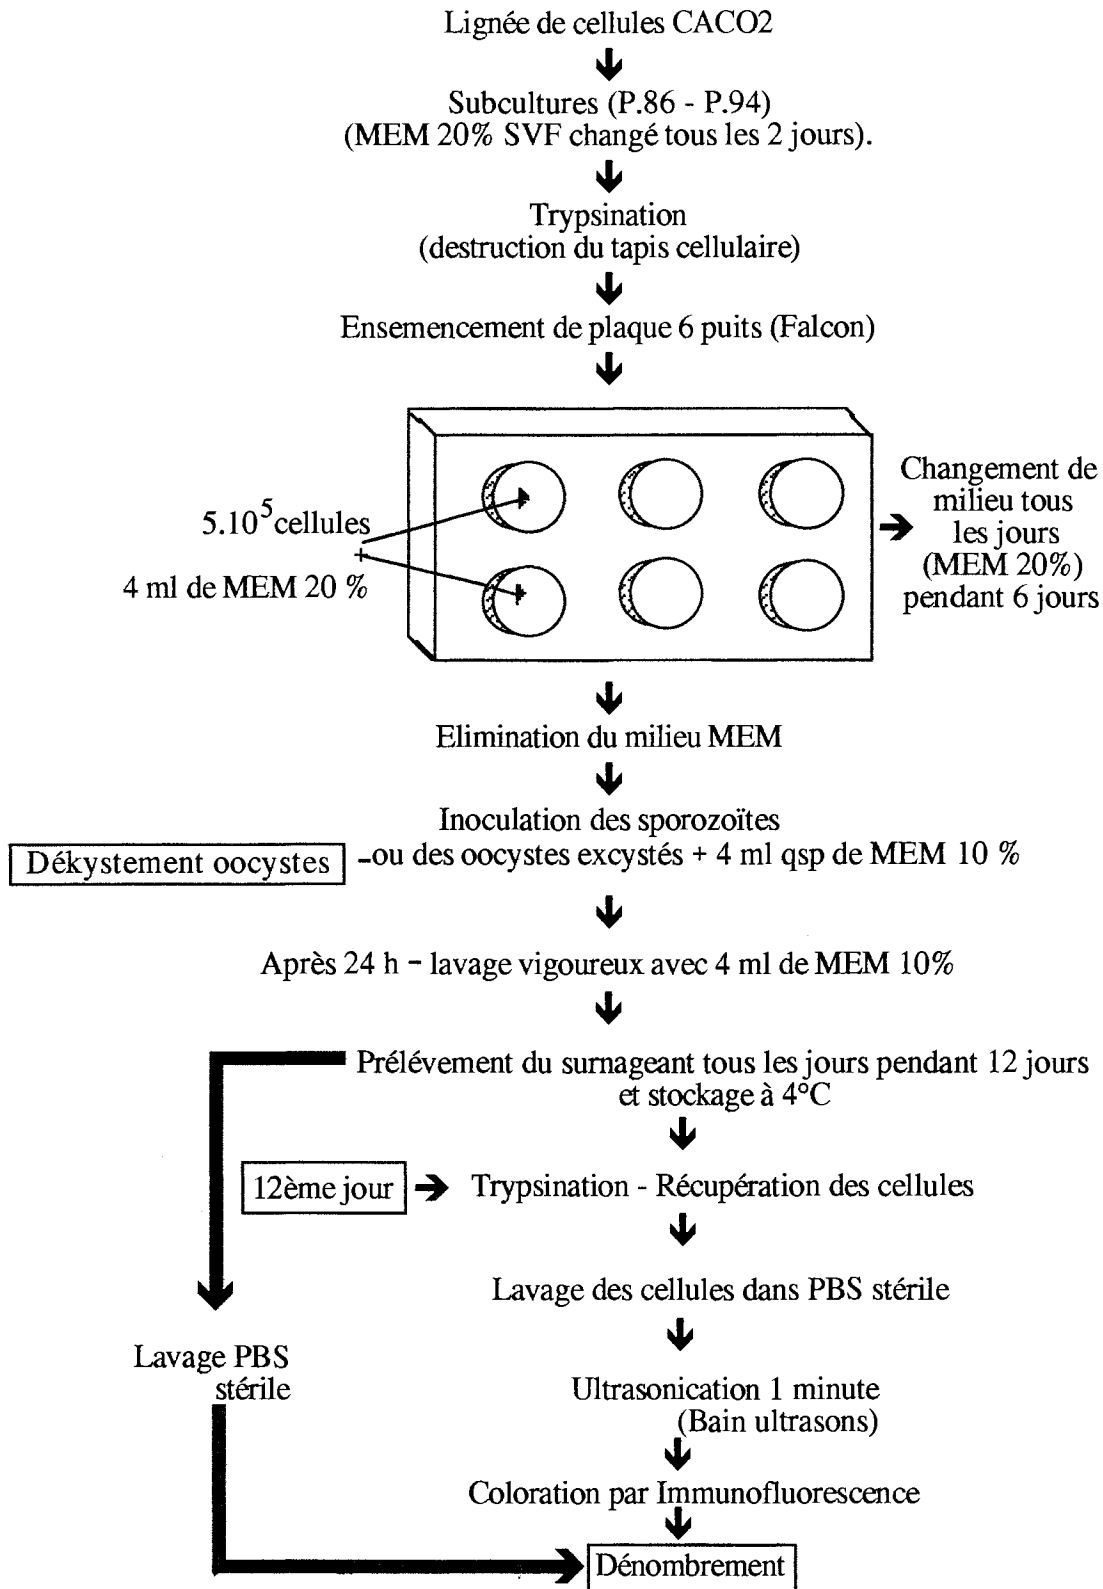 Lignée de cellules CACO2
Subcultures (P.86 - P.94)
(MEM 20% SVF changé tous les 2 jours).
Trypsination
(destruction du tapis cellulaire)
Ensemencement de plaque 6 puits (Falcon)
5.10⁵ cellules
+
4 ml de MEM 20 %
Changement de
milieu tous
les jours
(MEM 20%)
pendant 6 jours
Elimination du milieu MEM
Inoculation des sporozoïtes
Dékystement oocystes
-ou des oocystes excystés + 4 ml qsp de MEM 10 %
Après 24 h - lavage vigoureux avec 4 ml de MEM 10%
Prélévement du surnageant tous les jours pendant 12 jours
et stockage à 4°C
12ème jour
Trypsination - Récupération des cellules
Lavage des cellules dans PBS stérile
Lavage PBS
stérile
Ultrasonication 1 minute
(Bain ultrasons)
Coloration par Immunofluorescence
Dénombrement